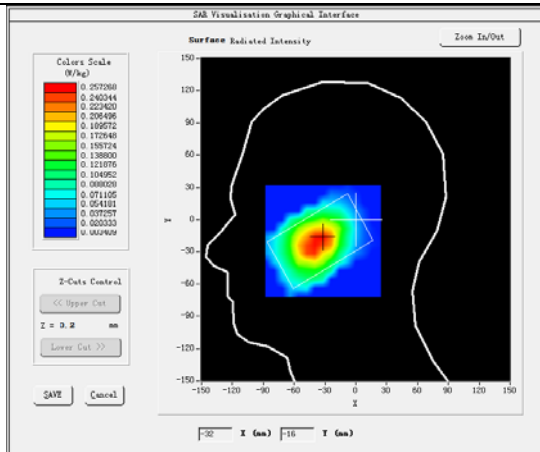 SAR Visualisation Graphical Interface
Surface Radiated Intensity
Zoom In/Out
Colors Scale
(W/kg)
0.257268
0.240344
0.223420
0.206496
0.189572
0.172648
0.155724
0.138800
0.121876
0.104952
0.088028
0.071105
0.054181
0.037257
0.020333
0.003409
Z-Cuts Control
<< Upper Cut
Z = 3.2 mm
Lower Cut >>
SAVE Cancel
150
120
90
60
30
0
-30
-60
-90
-120
-150
Y
-150 -120 -90 -60 -30 0 30 60 90 120 150
X
-32 X (mm) -16 Y (mm)